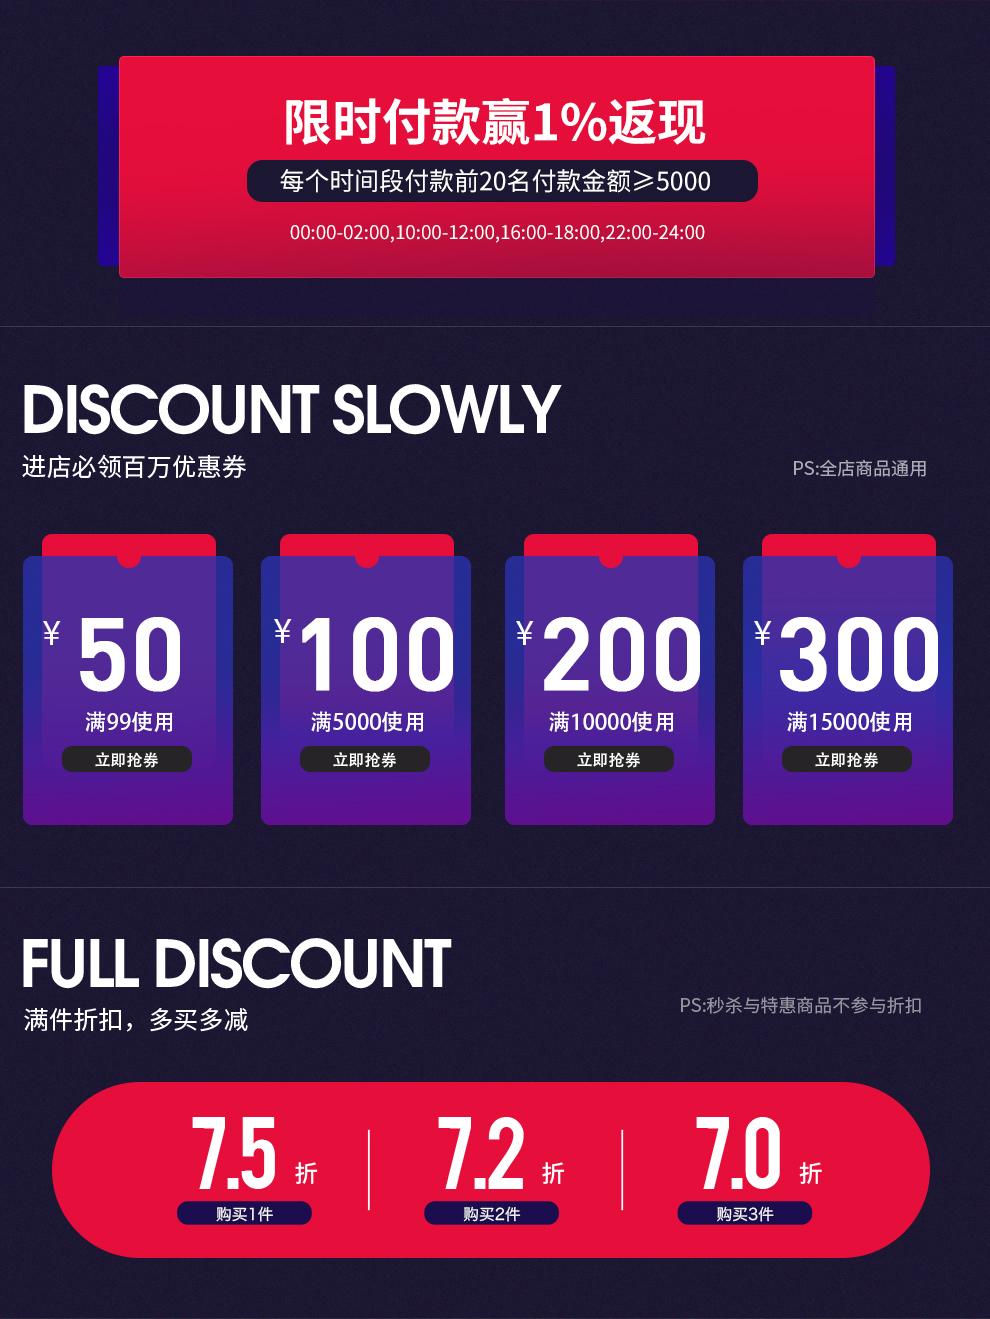 限时付款赢1%返现
每个时间段付款前20名付款金额⩾5000
00:00-02:00,10:00-12:00,16:00-18:00,22:00-24:00
DISCOUNT SLOWLY
进店必领百万优惠券
PS:全店商品通用
¥50
满99使用
立即抢券
¥100
满5000使用
立即抢券
¥200
满10000使用
立即抢券
¥300
满15000使用
立即抢券
FULL DISCOUNT
满件折扣，多买多减
PS:秒杀与特惠商品不参与折扣
7.5折
购买1件
7.2折
购买2件
7.0折
购买3件